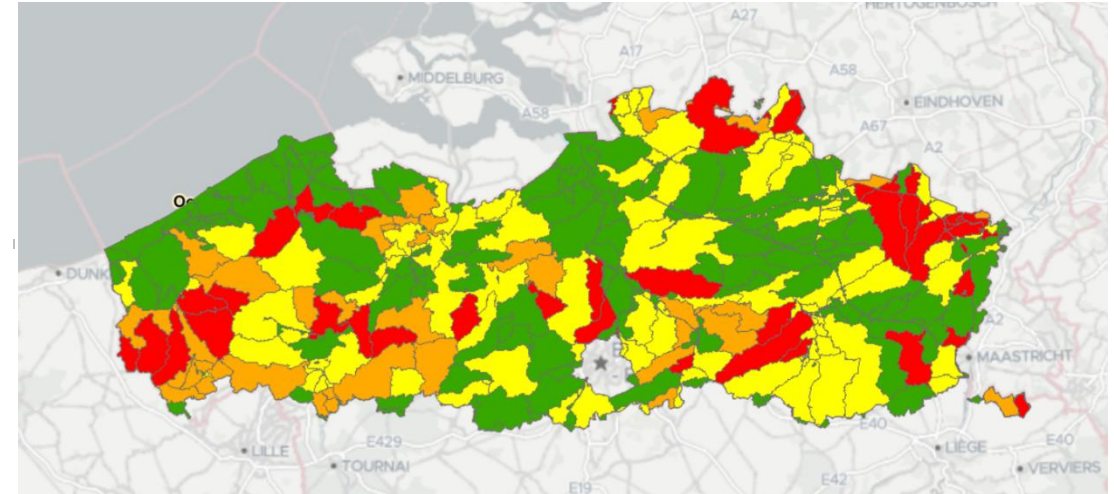 HERTOGENBOSCH
A27
A17
A58
MIDDELBURG
A58
EINDHOVEN
A67
A2
DUNK
A2
MAASTRICHT
E40
LILLE
E429
LIÈGE
E40
TOURNAI
VERVIERS
E42
E19